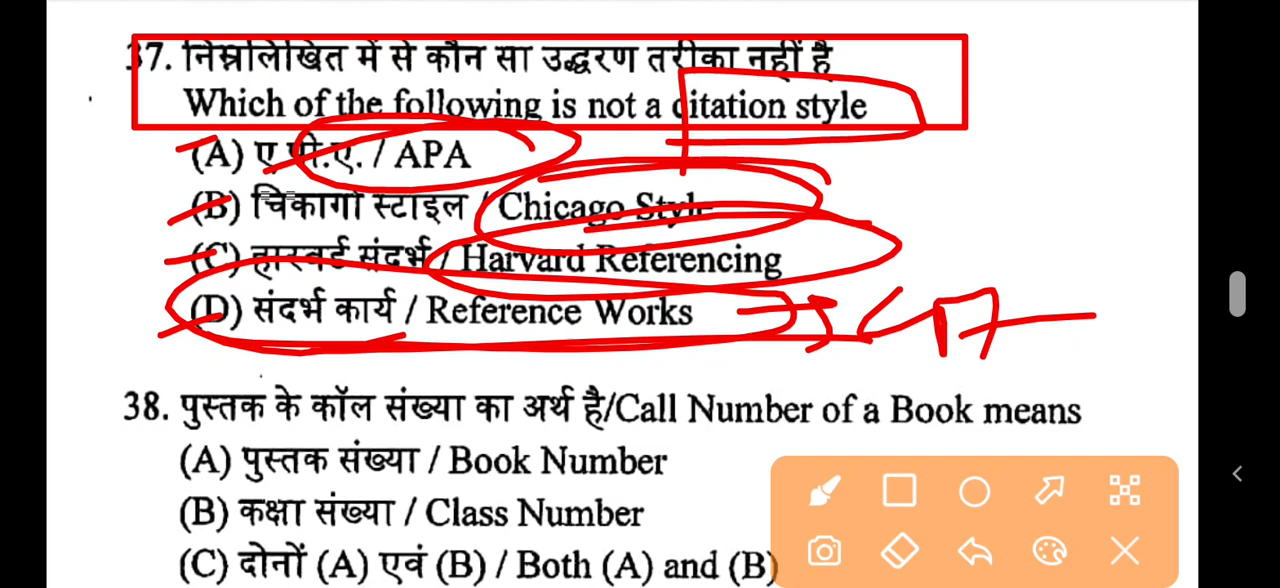 37. निम्नलिखित में से कौन सा उद्धरण तरीका नहीं है
Which of the following is not a citation style
(A) ए.पी.ए. / APA
(B) चिकागो स्टाइल / Chicago Style
(C) हारवर्ड संदर्भ / Harvard Referencing
(D) संदर्भ कार्य / Reference Works
38. पुस्तक के कॉल संख्या का अर्थ है/Call Number of a Book means
(A) पुस्तक संख्या / Book Number
(B) कक्षा संख्या / Class Number
(C) दोनों (A) एवं (B) / Both (A) and (B)